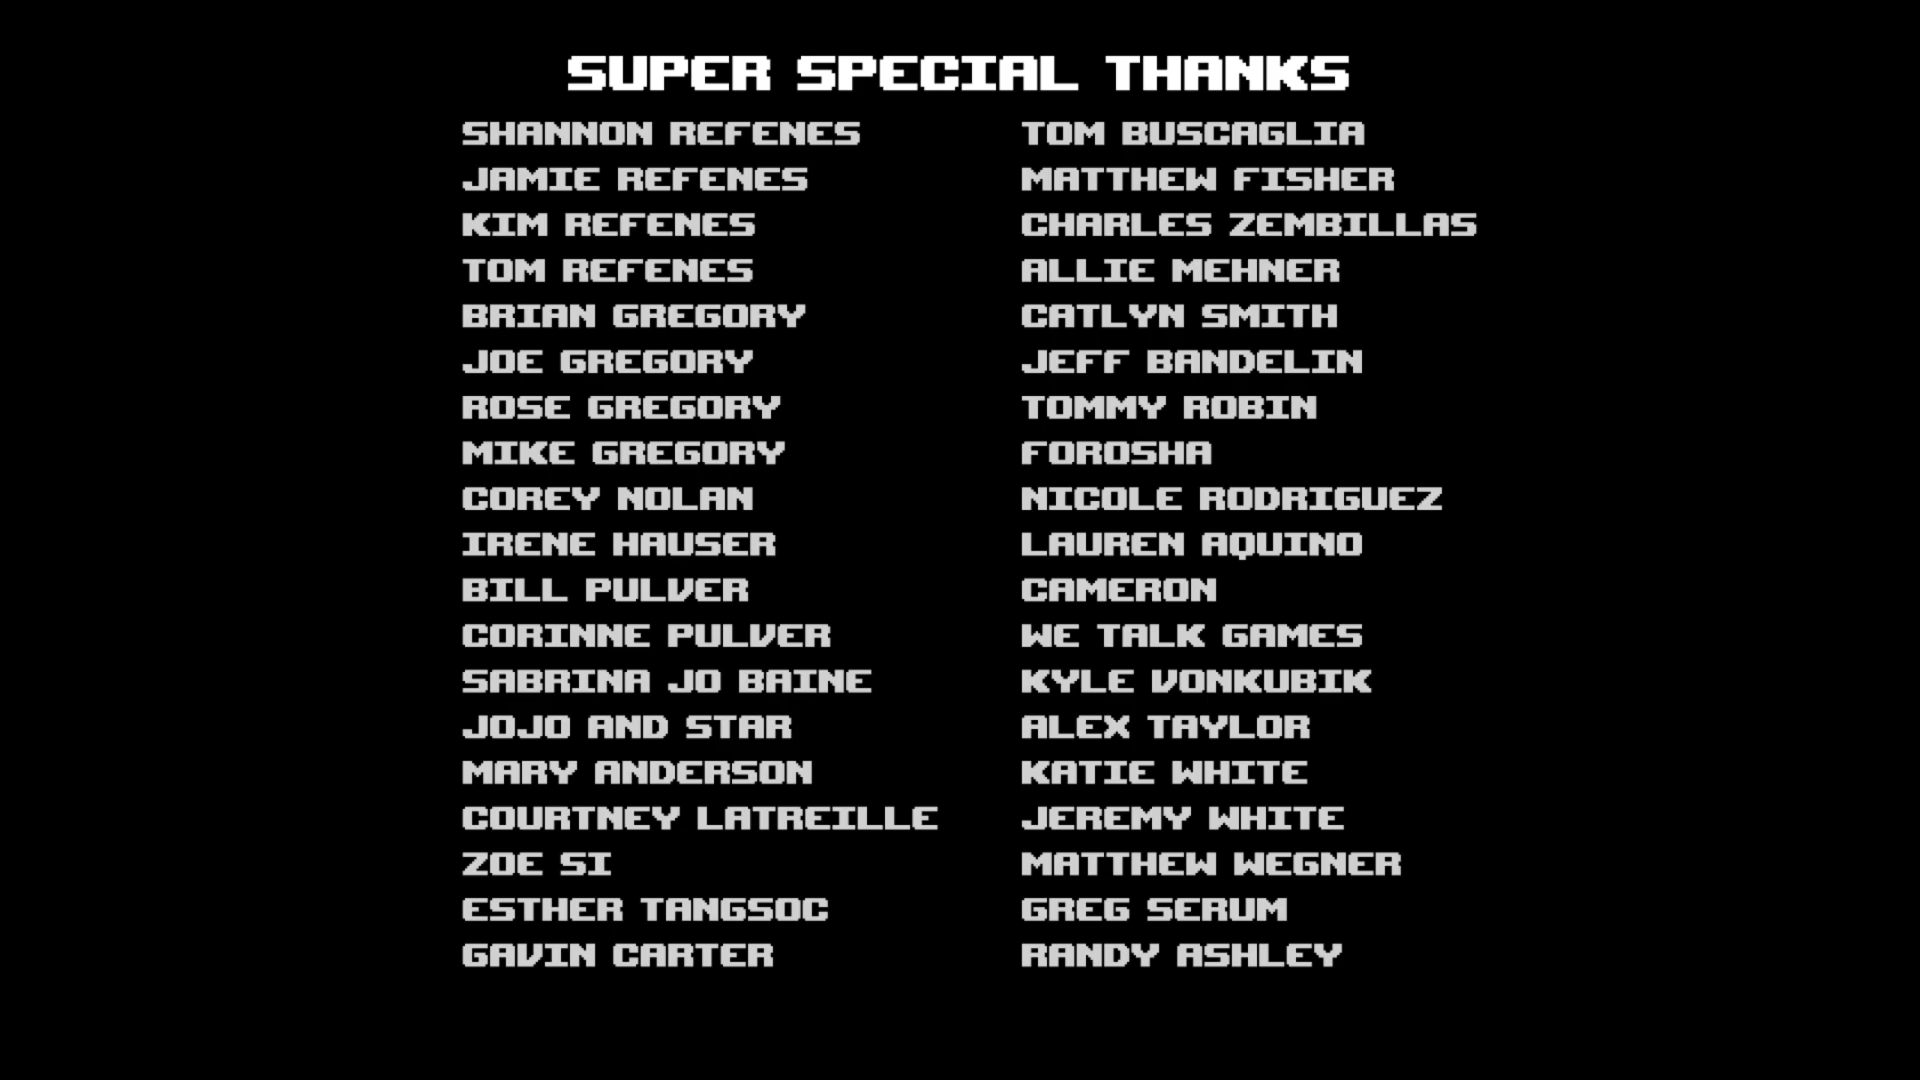 SUPER SPECIAL THANKS
SHANNON REFENES
JAMIE REFENES
KIM REFENES
TOM REFENES
BRIAN GREGORY
JOE GREGORY
ROSE GREGORY
MIKE GREGORY
COREY NOLAN
IRENE HAUSER
BILL PULVER
CORINNE PULVER
SABRINA JO BAINE
JOJO AND STAR
MARY ANDERSON
COURTNEY LATREILLE
ZOE SI
ESTHER TANGSOC
GAVIN CARTER
TOM BUSCAGLIA
MATTHEW FISHER
CHARLES ZEMBILLAS
ALLIE MEHNER
CATLYN SMITH
JEFF BANDELIN
TOMMY ROBIN
FOROSHA
NICOLE RODRIGUEZ
LAUREN AQUINO
CAMERON
WE TALK GAMES
KYLE VONKUBIK
ALEX TAYLOR
KATIE WHITE
JEREMY WHITE
MATTHEW WEGNER
GREG SERUM
RANDY ASHLEY